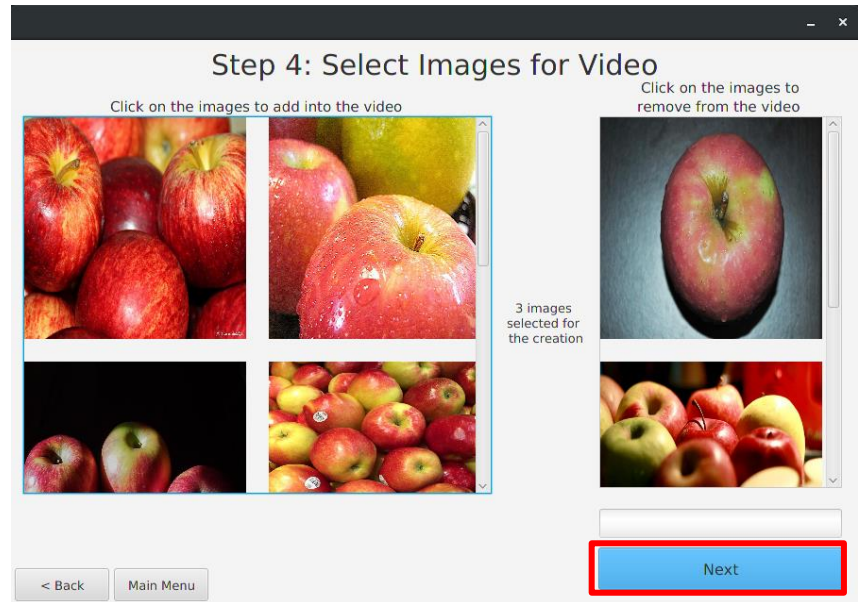 Step 4: Select Images for Video
Click on the images to add into the video
Click on the images to
remove from the video
3 images
selected for
the creation
Next
< Back
Main Menu